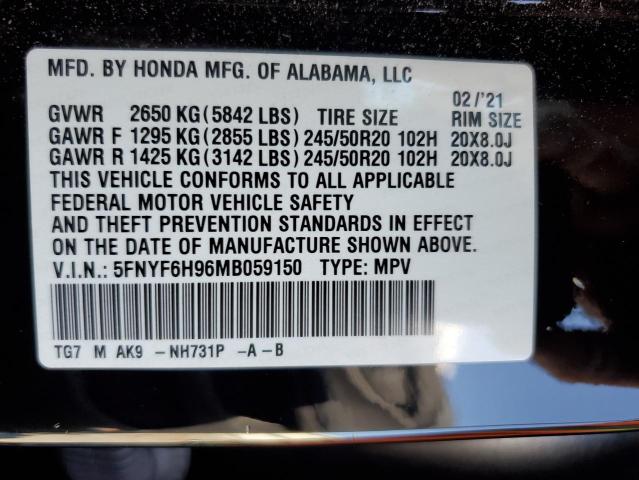 MFD. BY HONDA MFG. OF ALABAMA, LLC
02/'21
GVWR 2650 KG (5842 LBS) TIRE SIZE RIM SIZE
GAWR F 1295 KG (2855 LBS) 245/50R20 102H 20X8.0J
GAWR R 1425 KG (3142 LBS) 245/50R20 102H 20X8.0J
THIS VEHICLE CONFORMS TO ALL APPLICABLE
FEDERAL MOTOR VEHICLE SAFETY
AND THEFT PREVENTION STANDARDS IN EFFECT
ON THE DATE OF MANUFACTURE SHOWN ABOVE.
V.I.N.: 5FNYF6H96MB059150 TYPE: MPV
TG7 M AK9 -NH731P -A-B